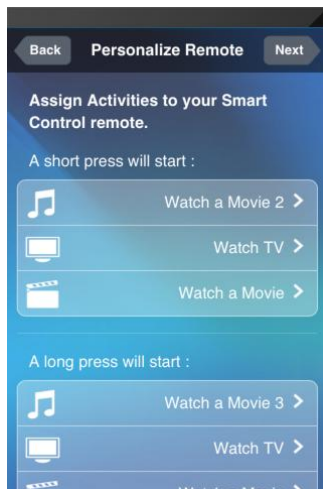 Back Personalize Remote Next
Assign Activities to your Smart
Control remote.
A short press will start :
Watch a Movie 2
Watch TV
Watch a Movie
A long press will start :
Watch a Movie 3
Watch TV